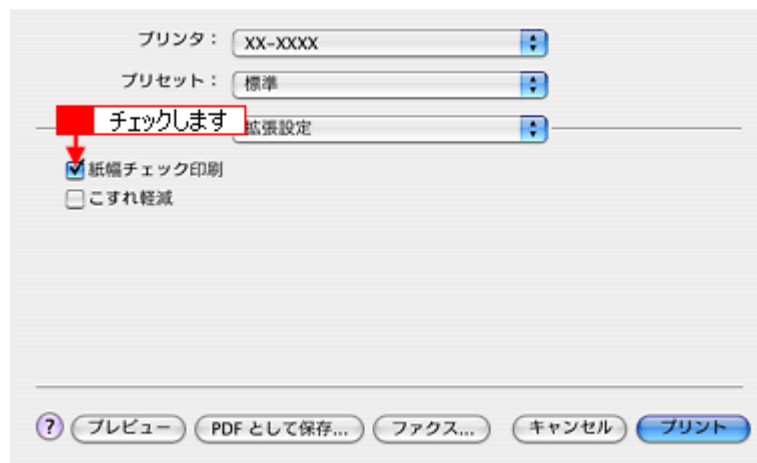 プリンタ： XX-XXXX
プリセット： 標準
チェックします
拡張設定
紙幅チェック印刷
こすれ軽減
? プレビュー PDF として保存... ファクス... キャンセル プリント